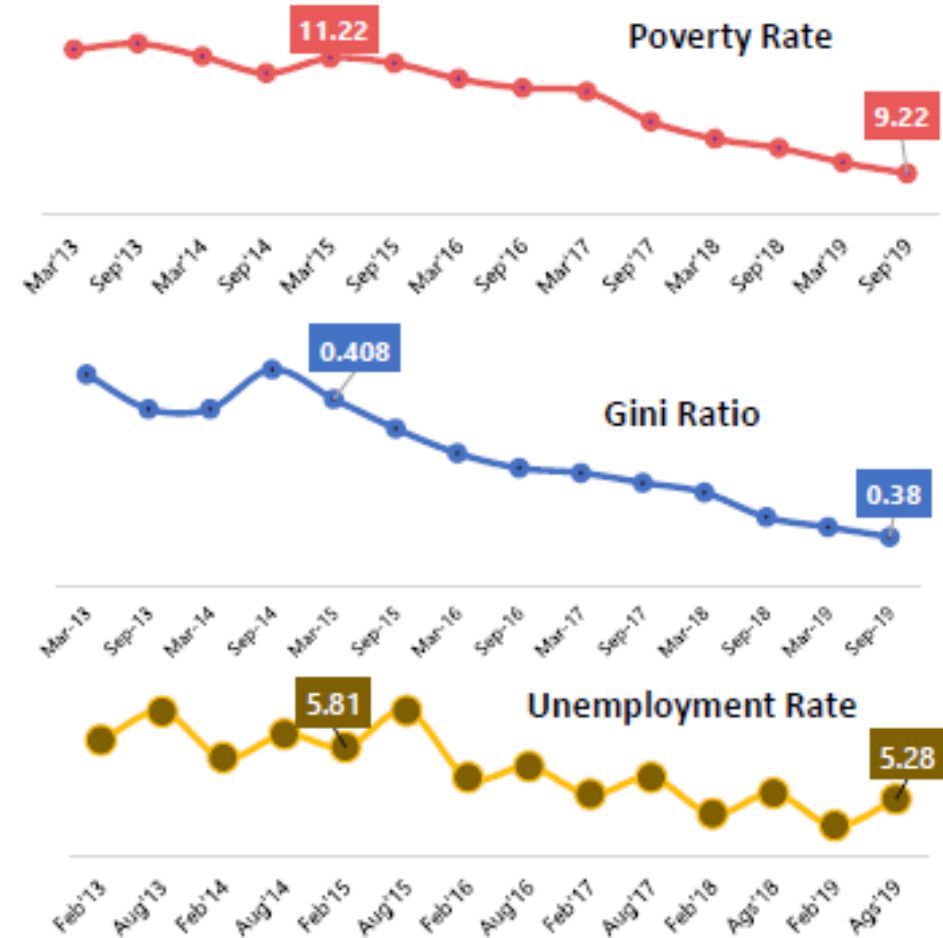 11.22
Poverty Rate
9.22
Mar'13 Sep'13 Mar'14 Sep'14 Mar'15 Sep'15 Mar'16 Sep'16 Mar'17 Sep'17 Mar'18 Sep'18 Mar'19 Sep'19
0.408
Gini Ratio
0.38
Mar-13 Sep-13 Mar-14 Sep-14 Mar-15 Sep-15 Mar-16 Sep-16 Mar-17 Sep-17 Mar-18 Sep-18 Mar-19 Sep-19
5.81
Unemployment Rate
5.28
Feb'13 Aug'13 Feb'14 Aug'14 Feb'15 Aug'15 Feb'16 Aug'16 Feb'17 Aug'17 Feb'18 Ags'18 Feb'19 Ags'19